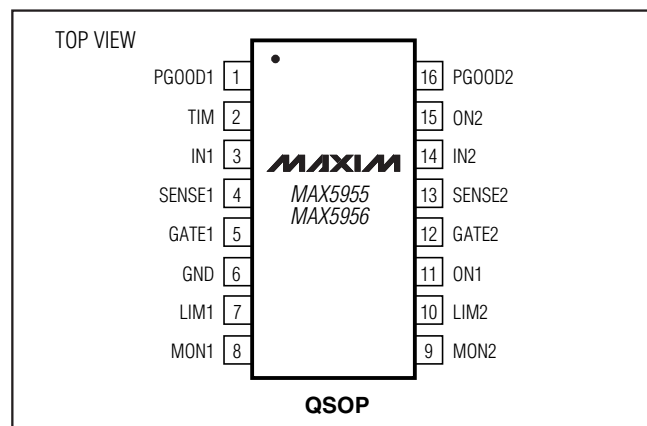 TOP VIEW
PGOOD1 1 16 PGOOD2
TIM 2 15 ON2
IN1 3 MAXIM 14 IN2
SENSE1 4 MAX5955 13 SENSE2
MAX5956
GATE1 5 12 GATE2
GND 6 11 ON1
LIM1 7 10 LIM2
MON1 8 9 MON2
QSOP